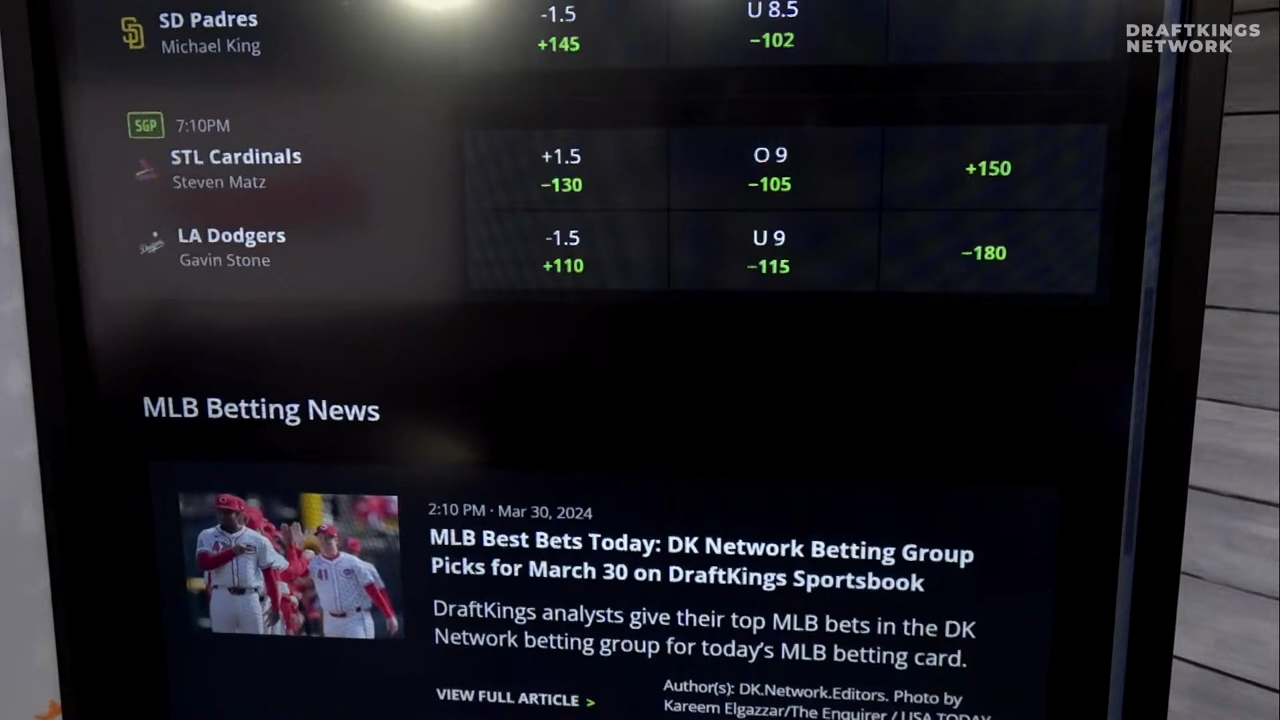 DRAFTKINGS
NETWORK
SD Padres
Michael King
-1.5
+145
U 8.5
−102
SGP 7:10PM
STL Cardinals
Steven Matz
+1.5
−130
O 9
−105
+150
LA Dodgers
Gavin Stone
-1.5
+110
U 9
−115
−180
MLB Betting News
2:10 PM · Mar 30, 2024
MLB Best Bets Today: DK Network Betting Group
Picks for March 30 on DraftKings Sportsbook
DraftKings analysts give their top MLB bets in the DK
Network betting group for today's MLB betting card.
VIEW FULL ARTICLE >
Author(s): DK.Network.Editors. Photo by
Kareem Elgazzar/The Enquirer / USA TODAY
41